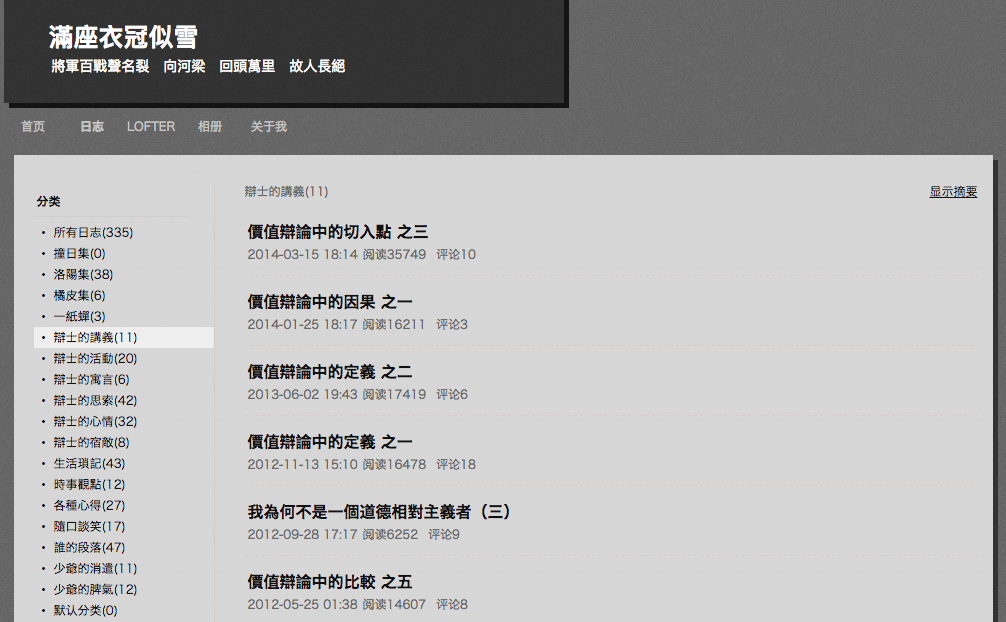 滿座衣冠似雪
將軍百戰聲名裂 向河梁 回頭萬里 故人長絕
首页 日志 LOFTER 相册 关于我
分类
• 所有日志(335)
• 撞日集(0)
• 洛陽集(38)
• 橘皮集(6)
• 一紙蟬(3)
• 辯士的講義(11)
• 辯士的活動(20)
• 辯士的寓言(6)
• 辯士的思索(42)
• 辯士的心情(32)
• 辯士的宿敵(8)
• 生活瑣記(43)
• 時事觀點(12)
• 各種心得(27)
• 隨口談笑(17)
• 誰的段落(47)
• 少爺的消遣(11)
• 少爺的脾氣(12)
• 默认分类(0)
辯士的講義(11) 显示摘要
價值辯論中的切入點 之三
2014-03-15 18:14 阅读35749 评论10
價值辯論中的因果 之一
2014-01-25 18:17 阅读16211 评论3
價值辯論中的定義 之二
2013-06-02 19:43 阅读17419 评论6
價值辯論中的定義 之一
2012-11-13 15:10 阅读16478 评论18
我為何不是一個道德相對主義者（三）
2012-09-28 17:17 阅读6252 评论9
價值辯論中的比較 之五
2012-05-25 01:38 阅读14607 评论8